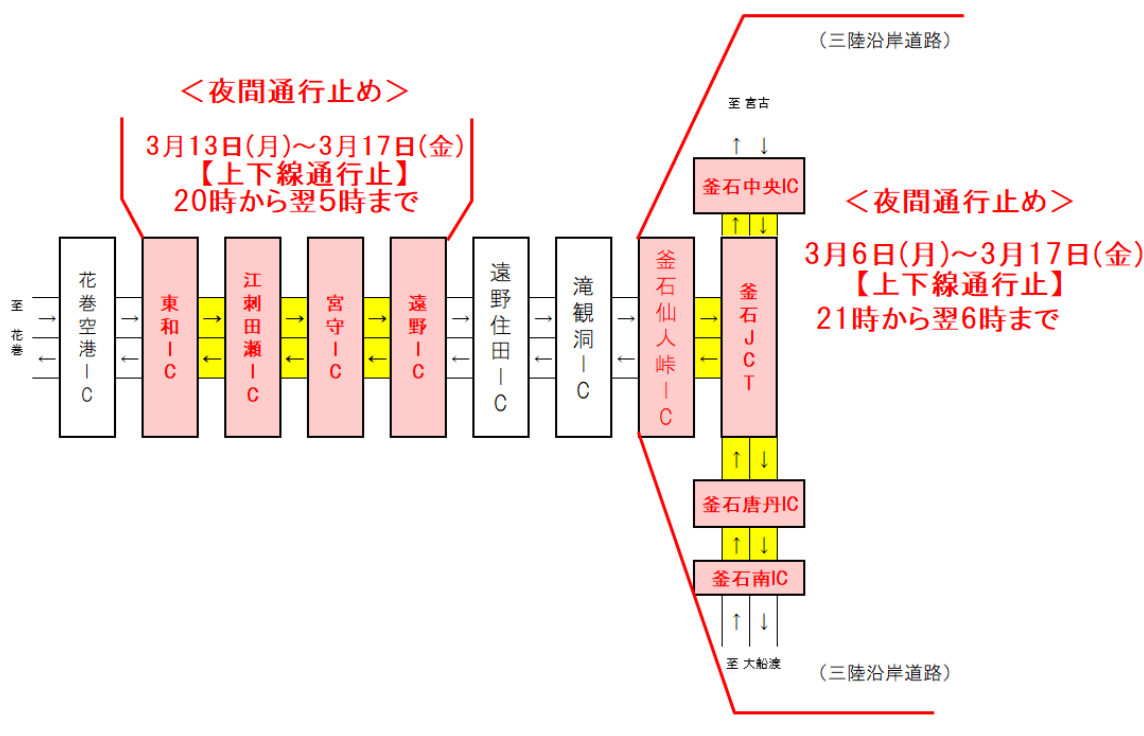 （三陸沿岸道路）
＜夜間通行止め＞
3月13日(月)～3月17日(金)
【上下線通行止】
20時から翌5時まで
至 宮古
↑ ↓
釜石中央IC
↑ ↓
＜夜間通行止め＞
3月6日(月)～3月17日(金)
【上下線通行止】
21時から翌6時まで
至 花巻
→
←
花巻空港IC
→
←
東和IC
→
←
江刺田瀬IC
→
←
宮守IC
→
←
遠野IC
→
←
遠野住田IC
→
←
滝観洞IC
→
←
釜石仙人峠IC
→
←
釜石JCT
↑ ↓
釜石唐丹IC
↑ ↓
釜石南IC
↑ ↓
至 大船渡
（三陸沿岸道路）